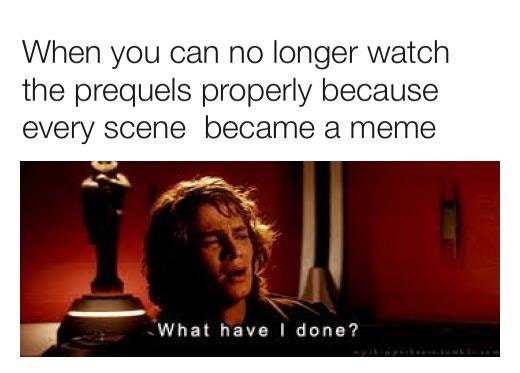 When you can no longer watch
the prequels properly because
every scene became a meme
What have I done?